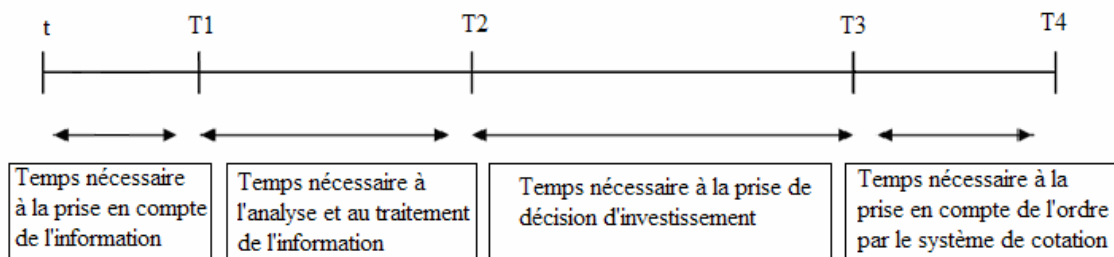 t T1 T2 T3 T4
Temps nécessaire
à la prise en compte
de l'information
Temps nécessaire à
l'analyse et au traitement
de l'information
Temps nécessaire à la prise de
décision d'investissement
Temps nécessaire à la
prise en compte de l'ordre
par le système de cotation